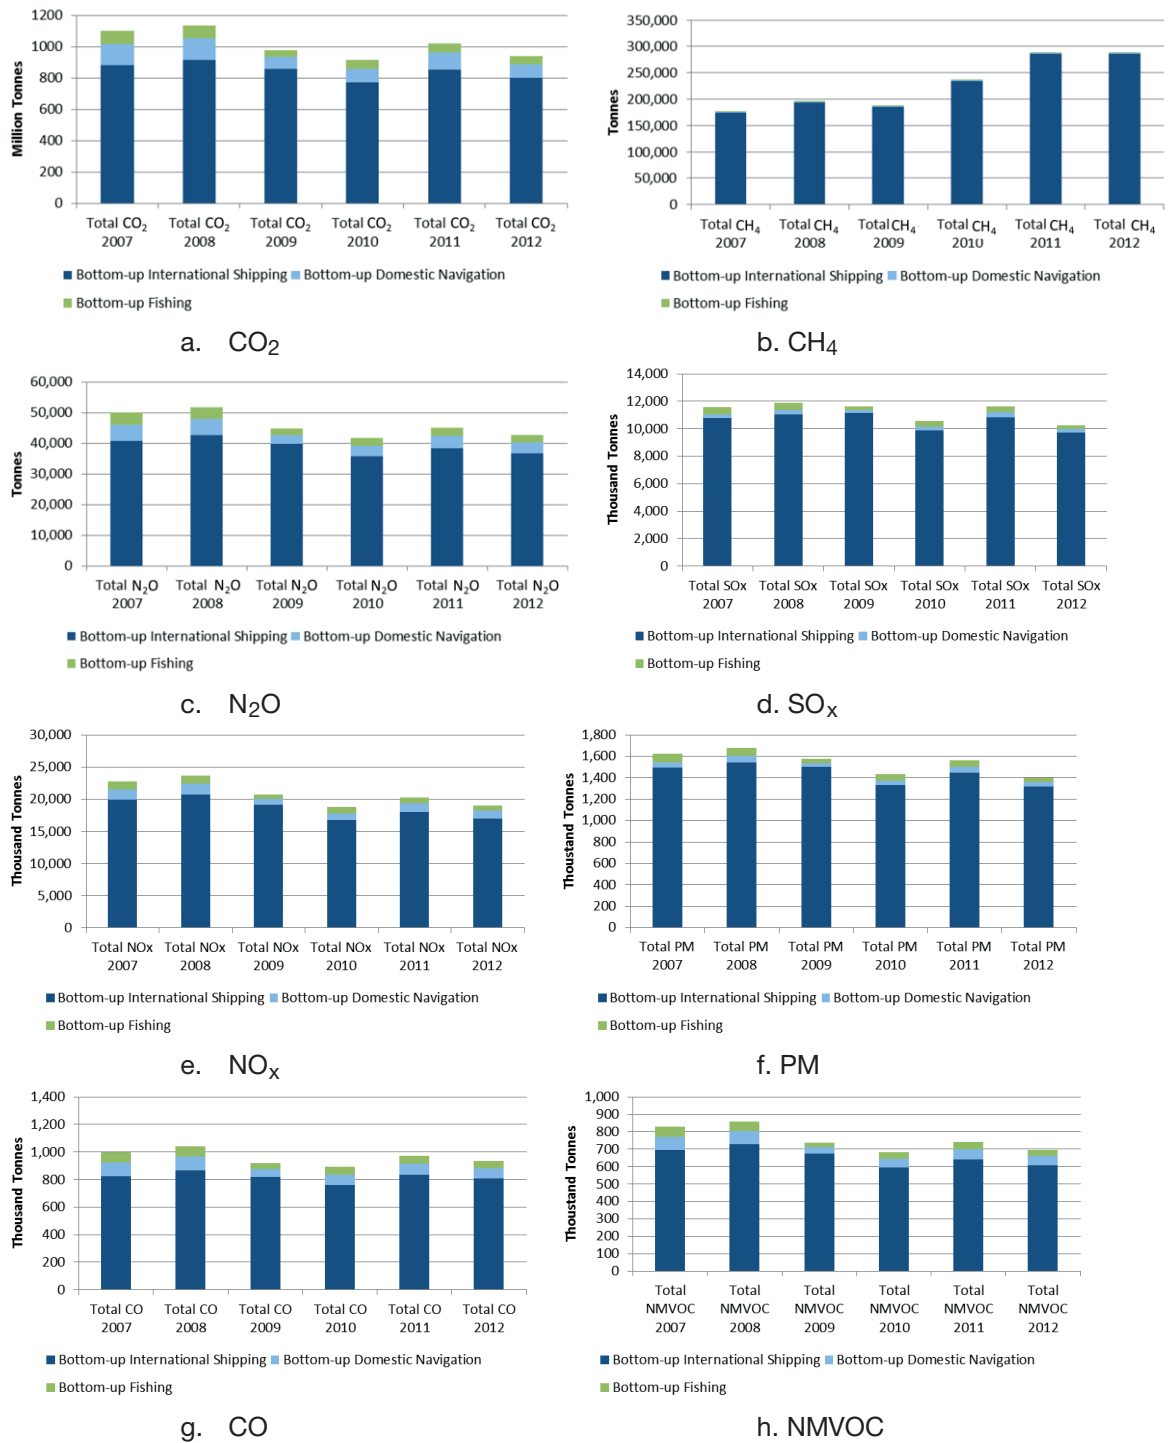 1200
1000
800
600
400
200
0
Million Tonnes
Total CO2 Total CO2 Total CO2 Total CO2 Total CO2 Total CO2
2007 2008 2009 2010 2011 2012
Bottom-up International Shipping Bottom-up Domestic Navigation
Bottom-up Fishing
a. CO2
350,000
300,000
250,000
200,000
150,000
100,000
50,000
0
Tonnes
Total CH4 Total CH4 Total CH4 Total CH4 Total CH4 Total CH4
2007 2008 2009 2010 2011 2012
Bottom-up International Shipping Bottom-up Domestic Navigation
Bottom-up Fishing
b. CH4
60,000
50,000
40,000
30,000
20,000
10,000
0
Tonnes
Total N2O Total N2O Total N2O Total N2O Total N2O Total N2O
2007 2008 2009 2010 2011 2012
Bottom-up International Shipping Bottom-up Domestic Navigation
Bottom-up Fishing
c. N2O
14,000
12,000
10,000
8,000
6,000
4,000
2,000
0
Thousand Tonnes
Total SOx Total SOx Total SOx Total SOx Total SOx Total SOx
2007 2008 2009 2010 2011 2012
Bottom-up International Shipping Bottom-up Domestic Navigation
Bottom-up Fishing
d. SOx
30,000
25,000
20,000
15,000
10,000
5,000
0
Thousand Tonnes
Total NOx Total NOx Total NOx Total NOx Total NOx Total NOx
2007 2008 2009 2010 2011 2012
Bottom-up International Shipping Bottom-up Domestic Navigation
Bottom-up Fishing
e. NOx
1,800
1,600
1,400
1,200
1,000
800
600
400
200
0
Thoustand Tonnes
Total PM Total PM Total PM Total PM Total PM Total PM
2007 2008 2009 2010 2011 2012
Bottom-up International Shipping Bottom-up Domestic Navigation
Bottom-up Fishing
f. PM
1,400
1,200
1,000
800
600
400
200
0
Thousand Tonnes
Total CO Total CO Total CO Total CO Total CO Total CO
2007 2008 2009 2010 2011 2012
Bottom-up International Shipping Bottom-up Domestic Navigation
Bottom-up Fishing
g. CO
1,000
900
800
700
600
500
400
300
200
100
0
Thoustand Tonnes
Total Total Total Total Total Total
NMVOC NMVOC NMVOC NMVOC NMVOC NMVOC
2007 2008 2009 2010 2011 2012
Bottom-up International Shipping Bottom-up Domestic Navigation
Bottom-up Fishing
h. NMVOC